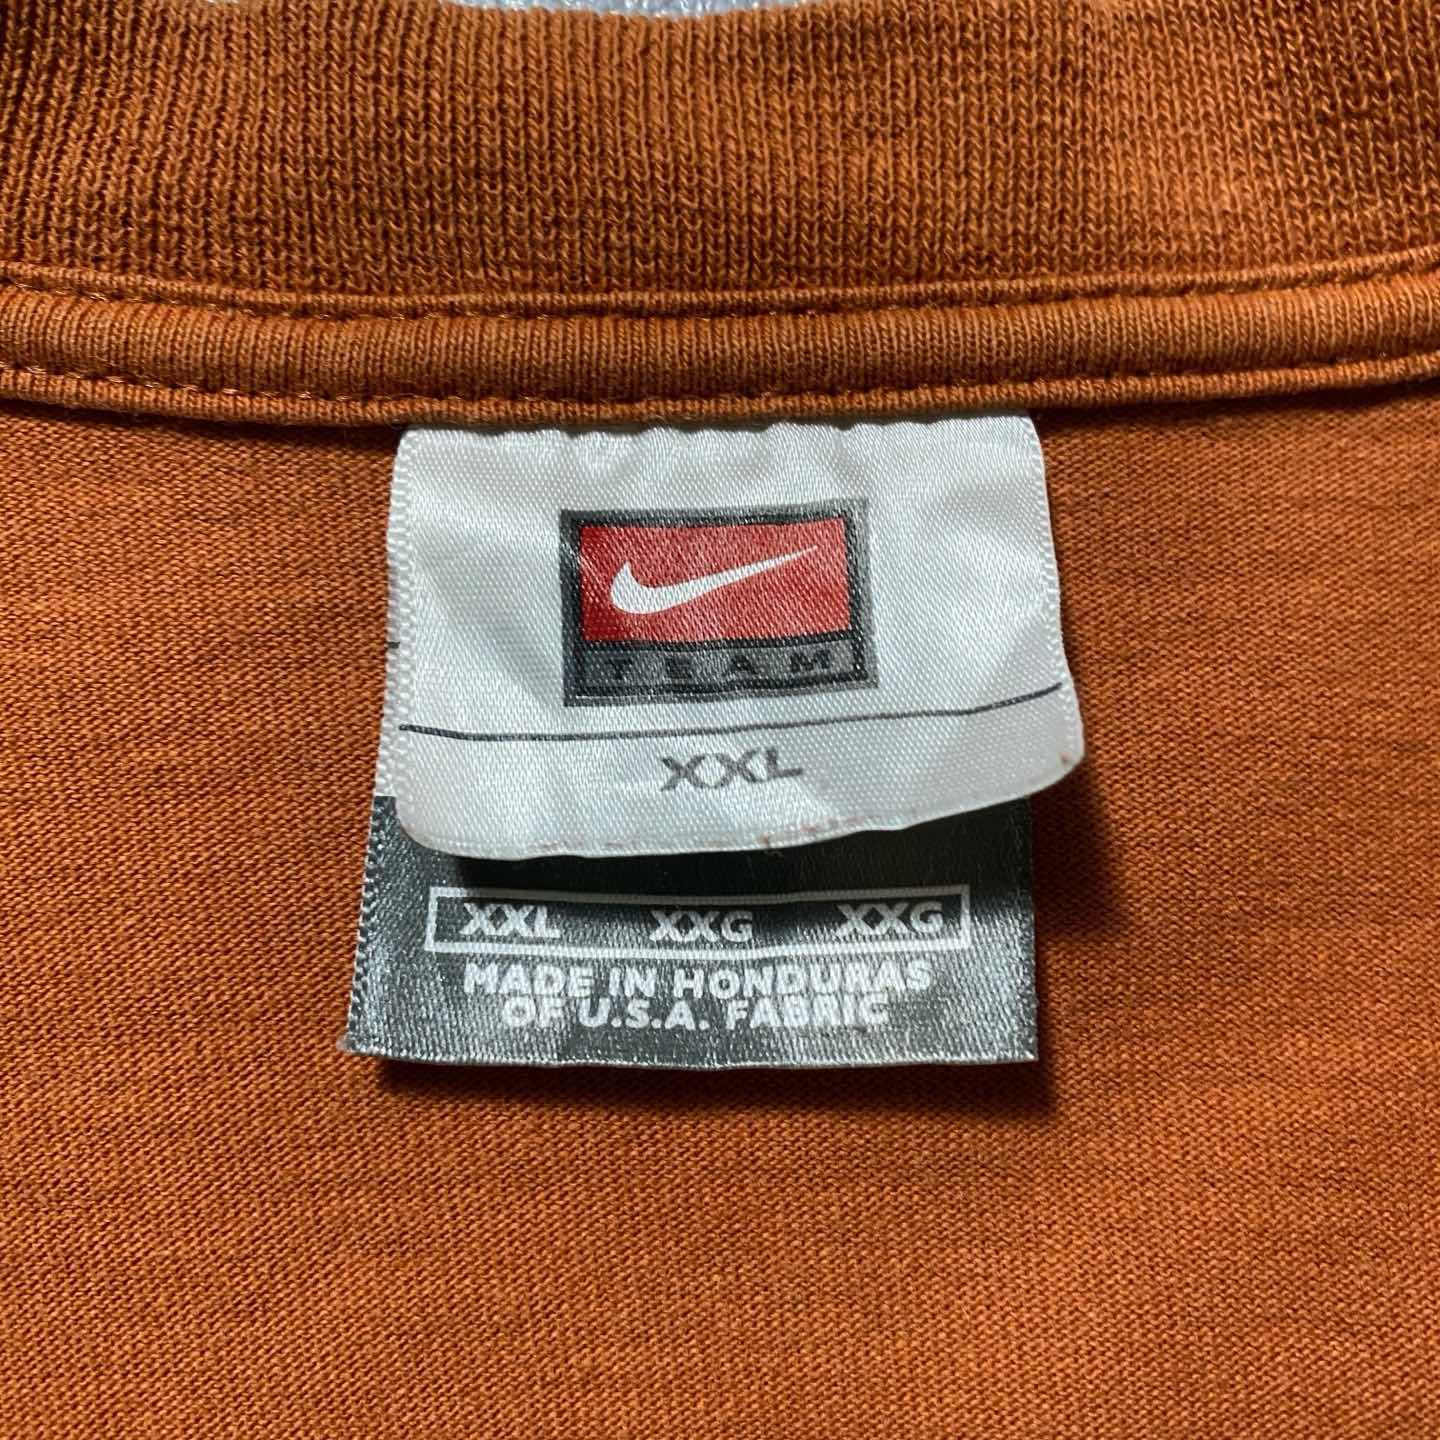 TEAM
XXL
XXL XXG XXG
MADE IN HONDURAS
OF U.S.A. FABRIC